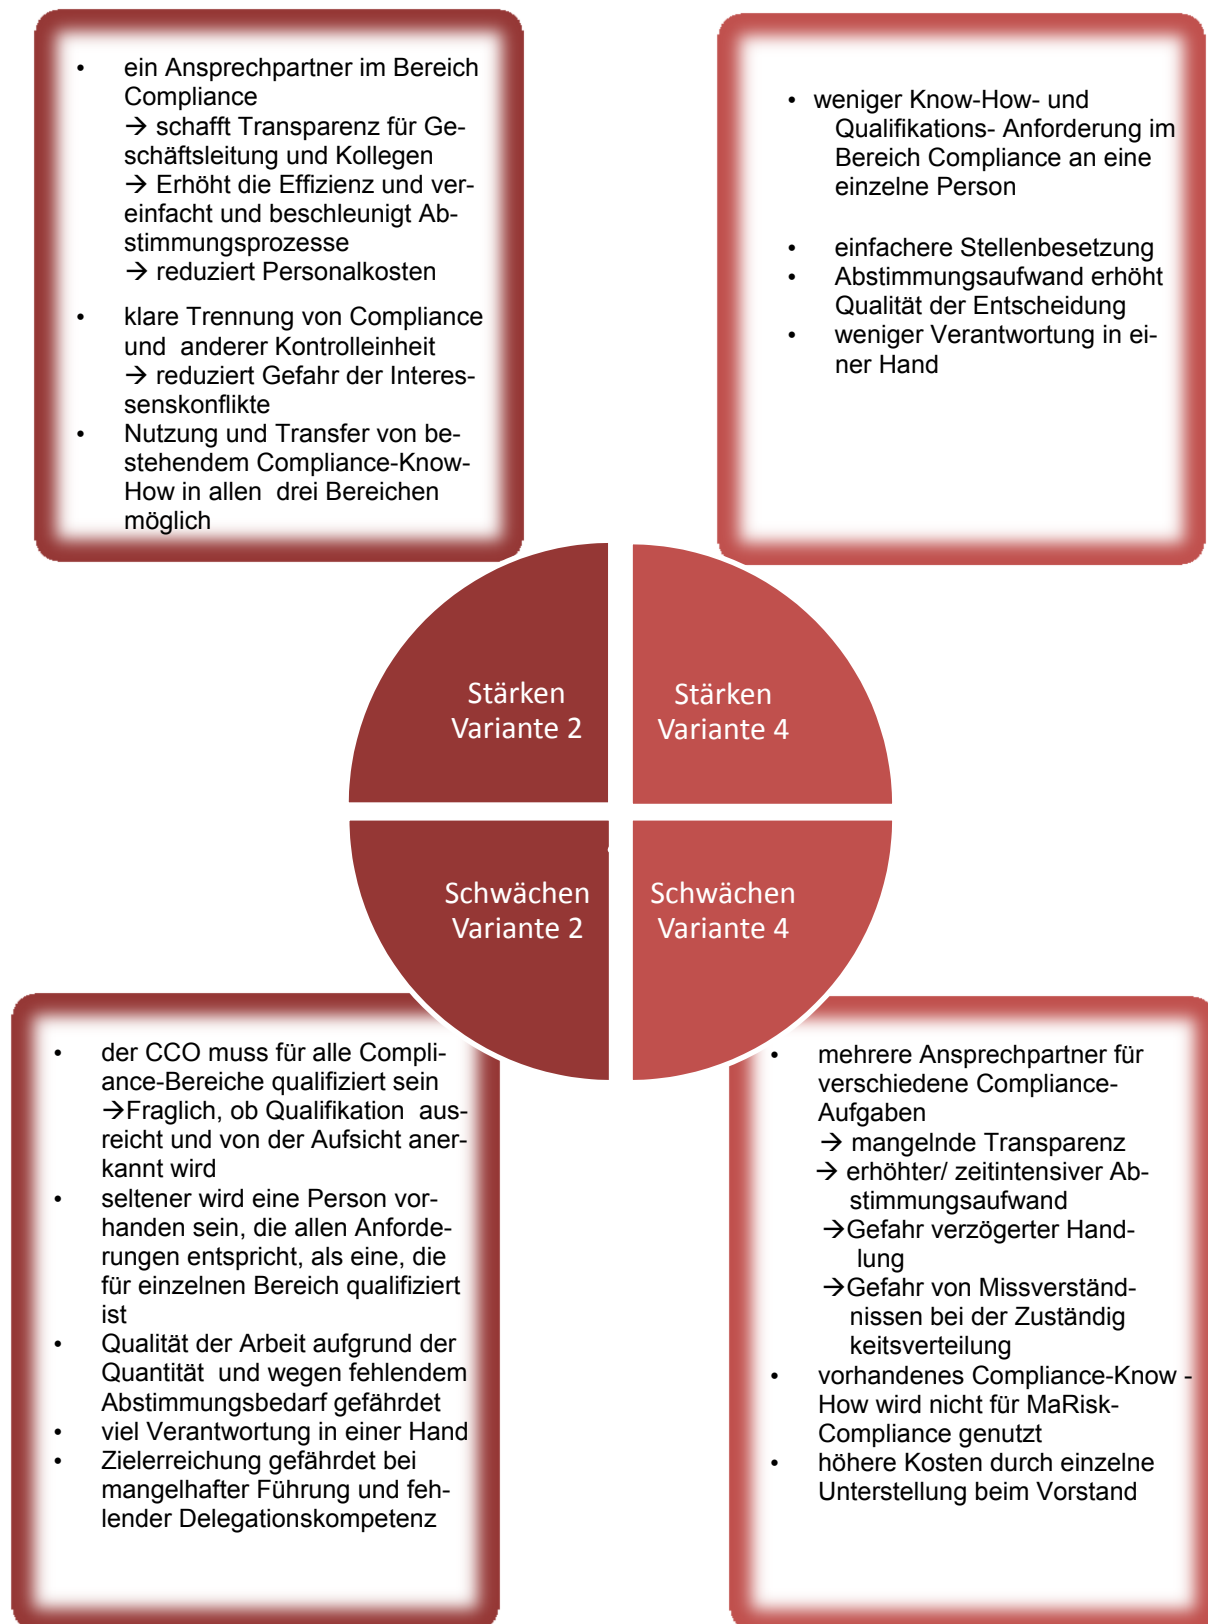 • ein Ansprechpartner im Bereich
Compliance
→ schafft Transparenz für Ge-
schäftsleitung und Kollegen
→ Erhöht die Effizienz und ver-
einfacht und beschleunigt Ab-
stimmungsprozesse
→ reduziert Personalkosten
• klare Trennung von Compliance
und anderer Kontrolleinheit
→ reduziert Gefahr der Interes-
senskonflikte
• Nutzung und Transfer von be-
stehendem Compliance-Know-
How in allen drei Bereichen
möglich
• weniger Know-How- und
Qualifikations- Anforderung im
Bereich Compliance an eine
einzelne Person
• einfachere Stellenbesetzung
• Abstimmungsaufwand erhöht
Qualität der Entscheidung
• weniger Verantwortung in ei-
ner Hand
Stärken
Variante 2
Stärken
Variante 4
Schwächen
Variante 2
Schwächen
Variante 4
• der CCO muss für alle Compli-
ance-Bereiche qualifiziert sein
→Fraglich, ob Qualifikation aus-
reicht und von der Aufsicht aner-
kannt wird
• seltener wird eine Person vor-
handen sein, die allen Anforde-
rungen entspricht, als eine, die
für einzelnen Bereich qualifiziert
ist
• Qualität der Arbeit aufgrund der
Quantität und wegen fehlendem
Abstimmungsbedarf gefährdet
• viel Verantwortung in einer Hand
• Zielerreichung gefährdet bei
mangelhafter Führung und feh-
lender Delegationskompetenz
• mehrere Ansprechpartner für
verschiedene Compliance-
Aufgaben
→ mangelnde Transparenz
→ erhöhter/ zeitintensiver Ab-
stimmungsaufwand
→Gefahr verzögerter Hand-
lung
→Gefahr von Missverständ-
nissen bei der Zuständig
keitsverteilung
• vorhandenes Compliance-Know -
How wird nicht für MaRisk-
Compliance genutzt
• höhere Kosten durch einzelne
Unterstellung beim Vorstand